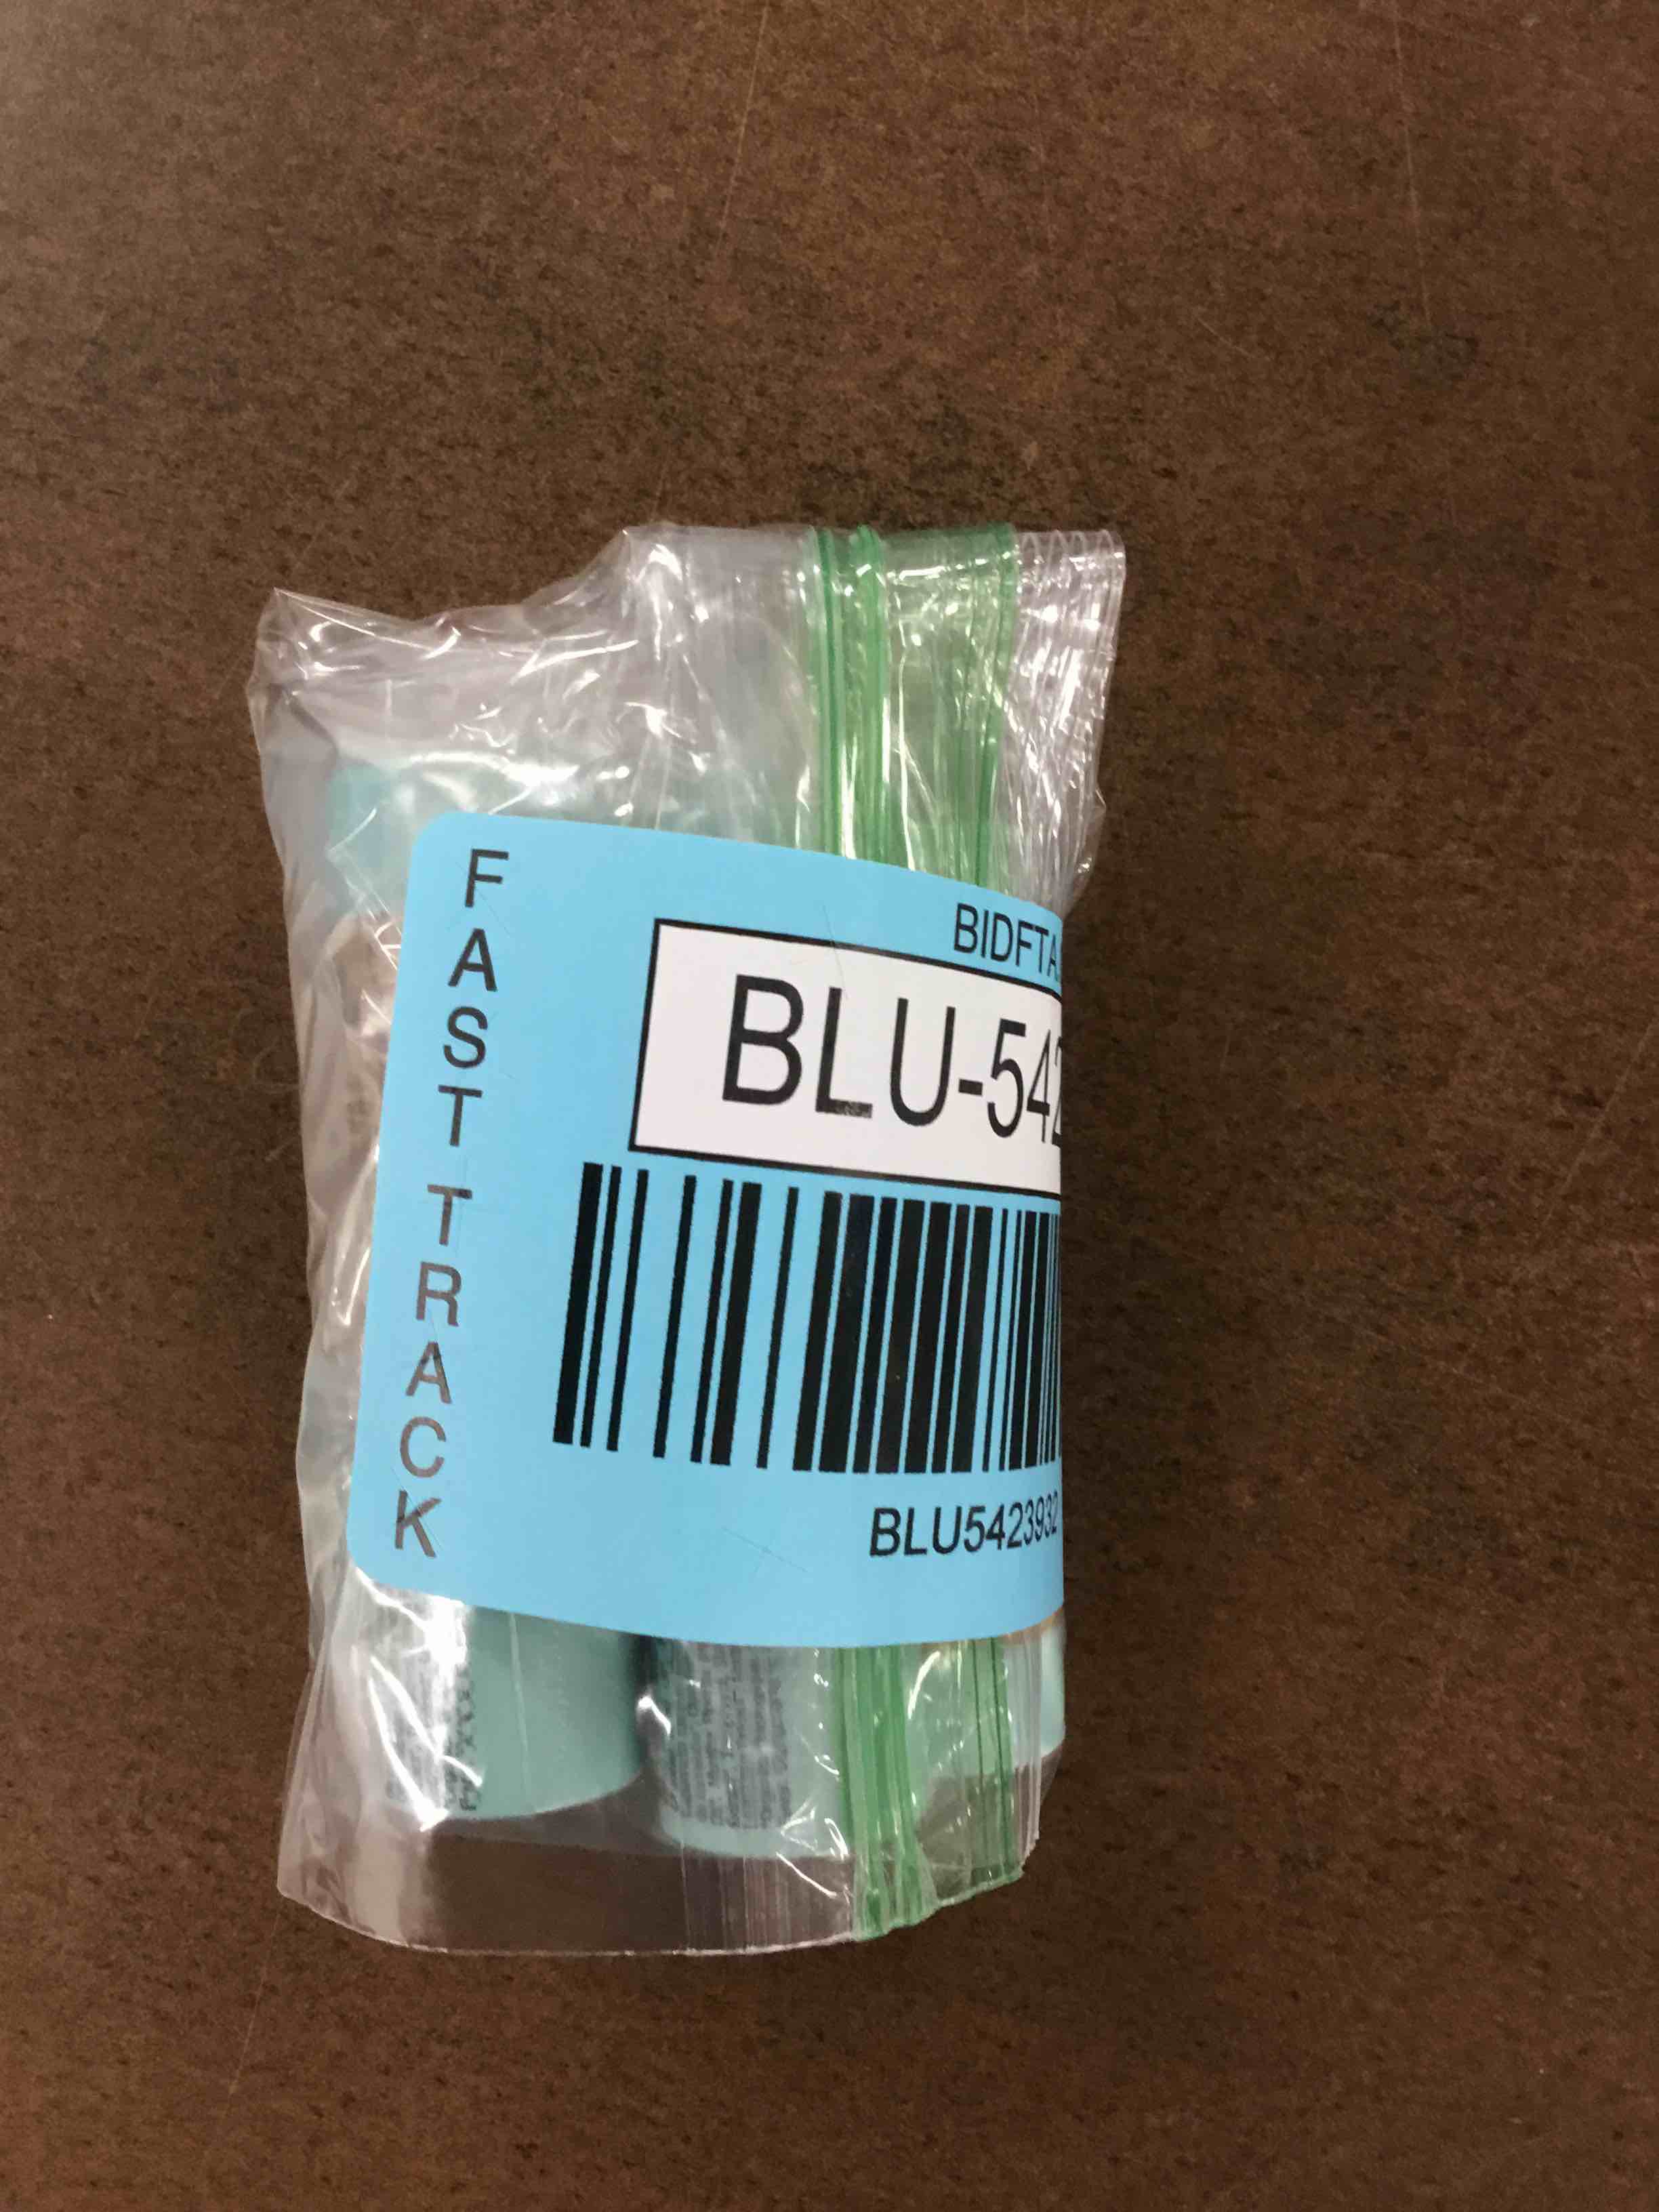 FAST TRACK
BIDFTA.
BLU-542
BLU5423932